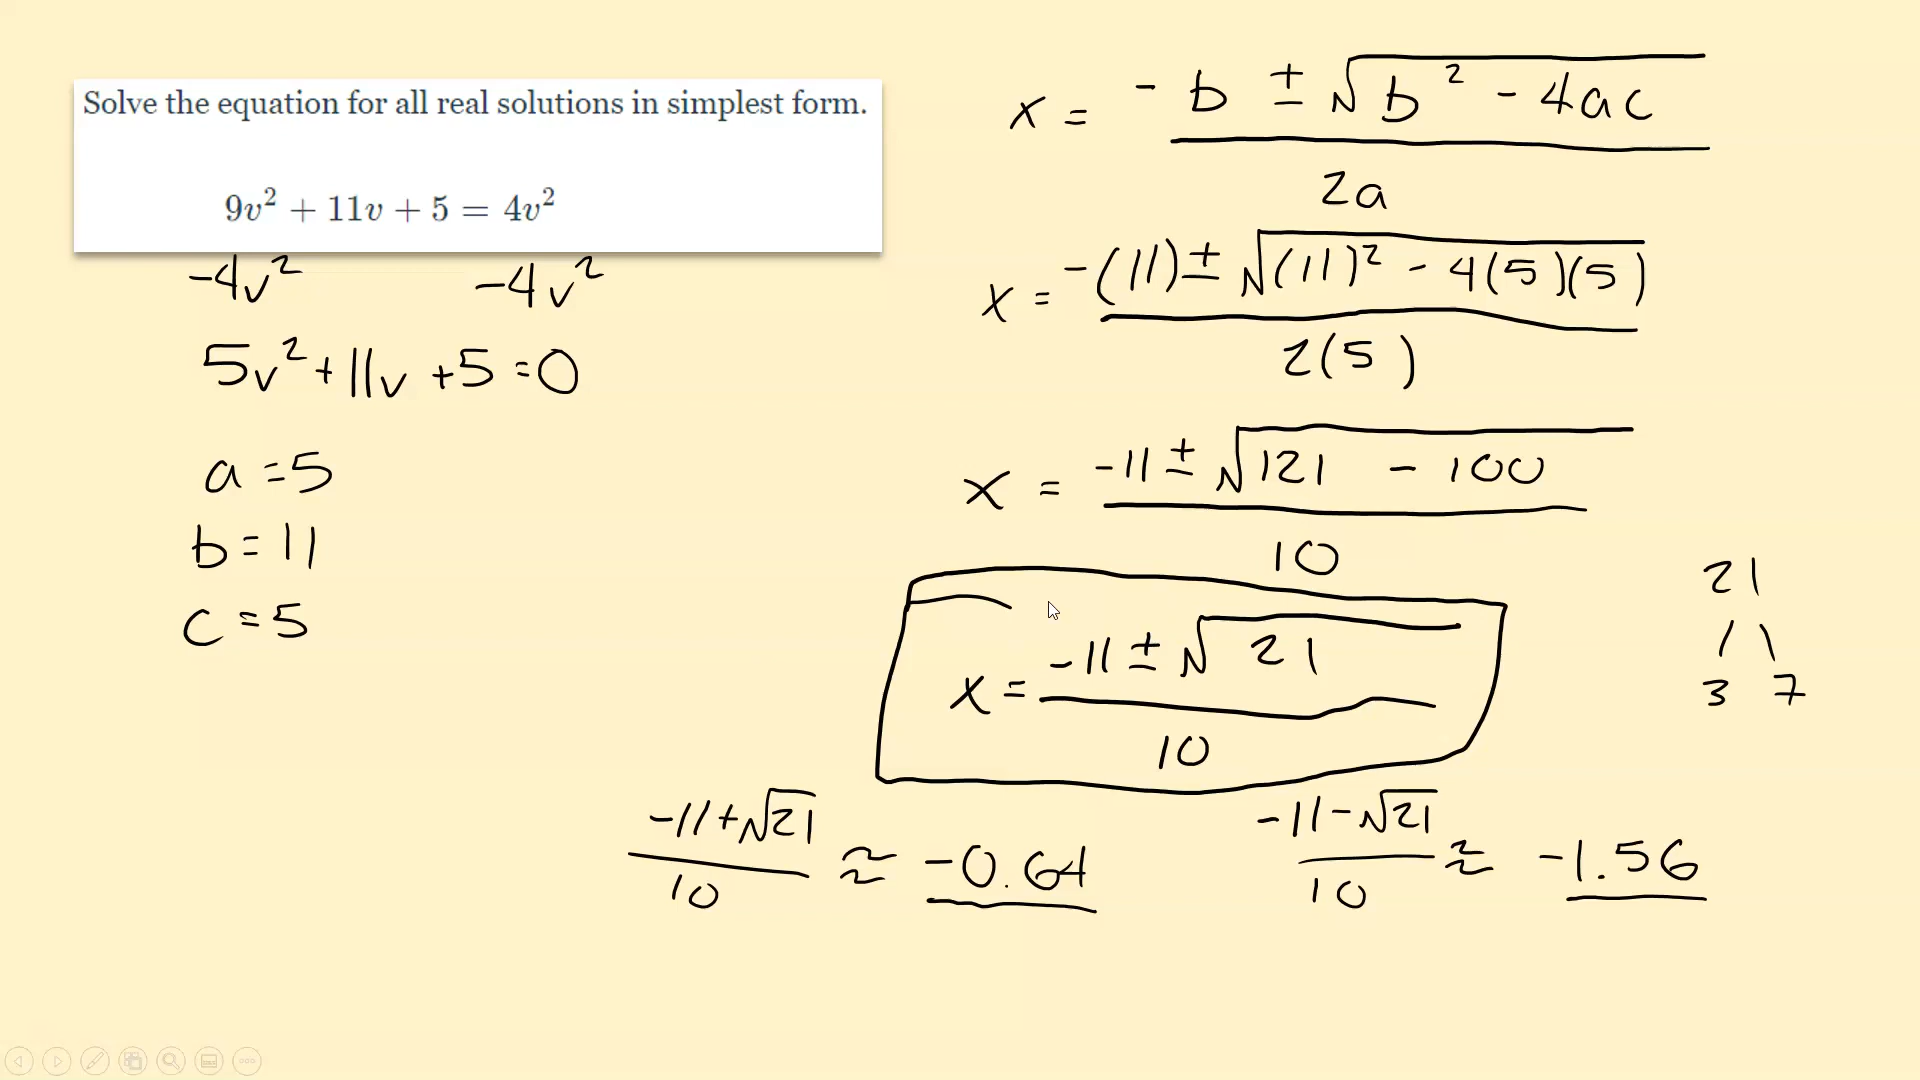 Solve the equation for all real solutions in simplest form.
9v² + 11v + 5 = 4v²
-4v² -4v²
5v² + 11v + 5 = 0
a = 5
b = 11
c = 5
x = -b ± √(b² - 4ac)
2a
x = -(11) ± √((11)² - 4(5)(5))
2(5)
x = -11 ± √(121 - 100)
10
x = -11 ± √21
10
21
/ \
3 7
-11 + √21
10
≈ -0.64
-11 - √21
10
≈ -1.56